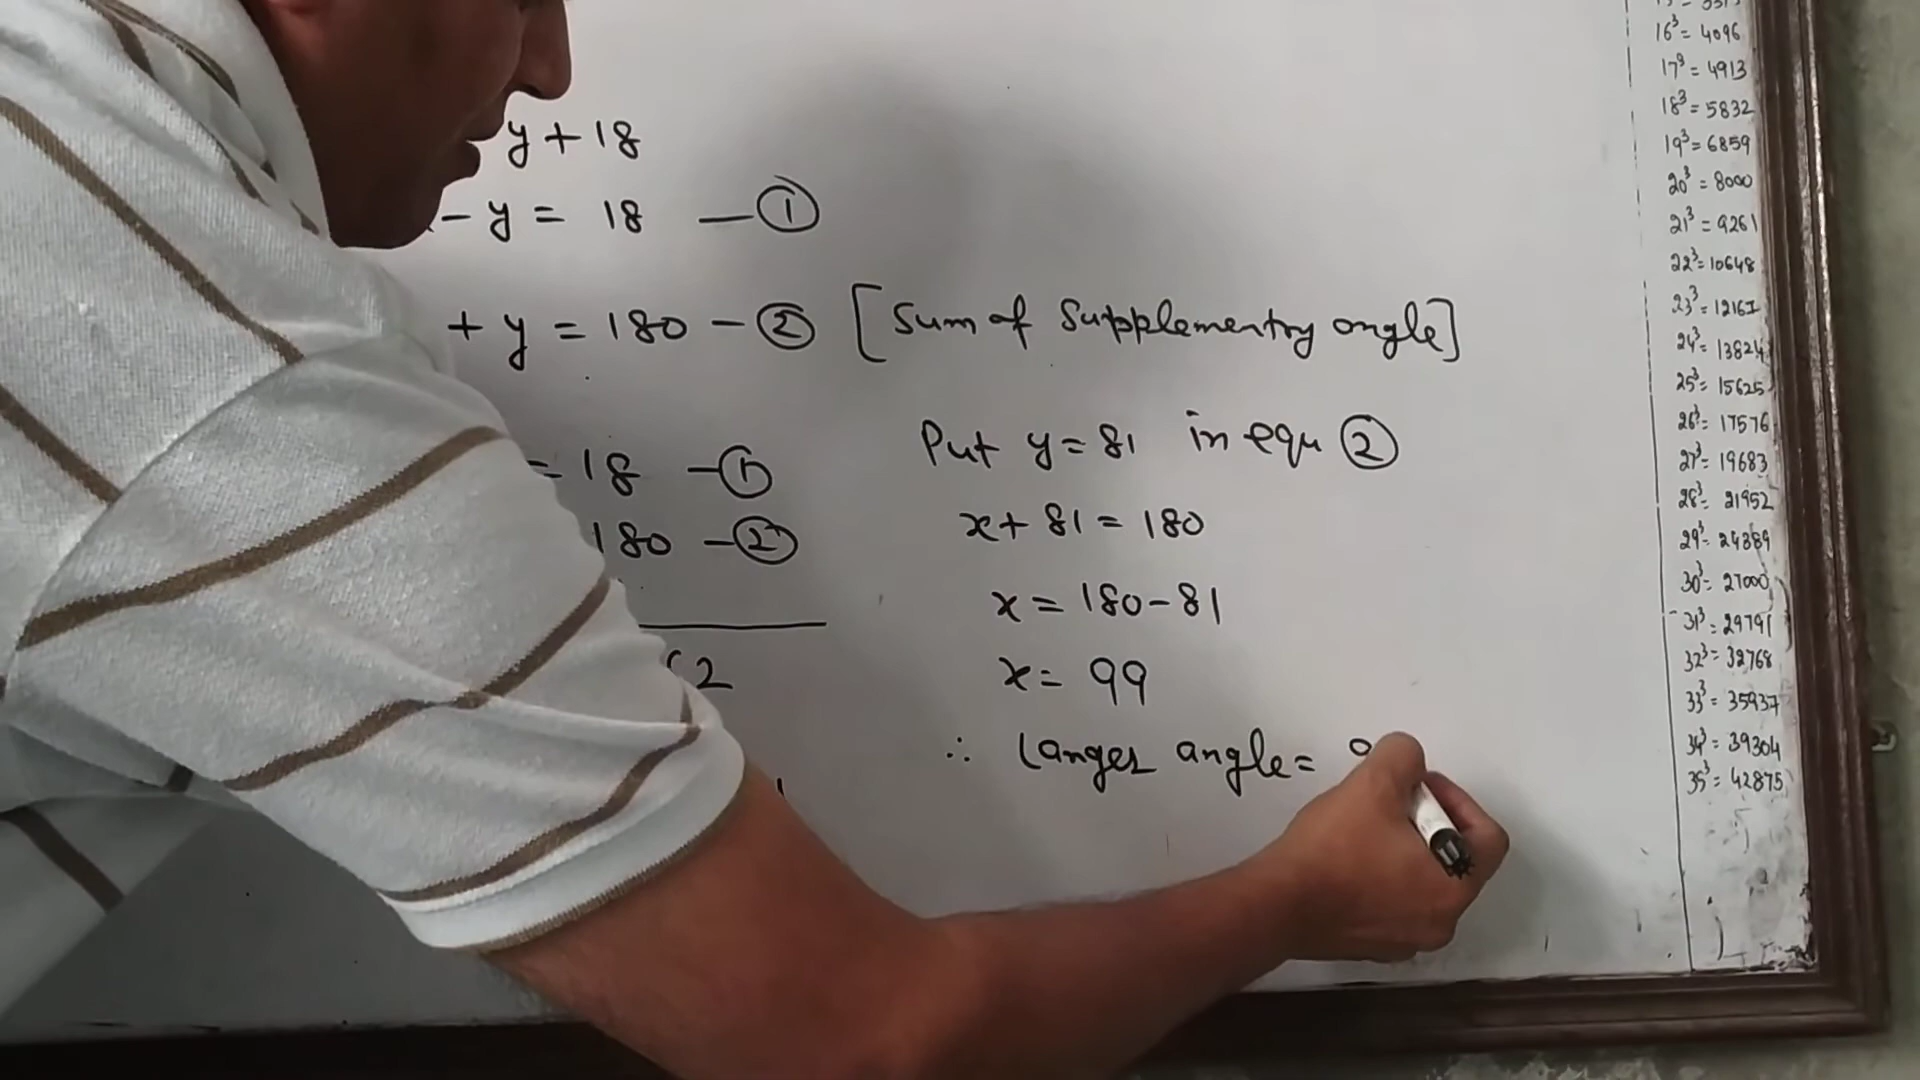 y + 18
- y = 18 — ①
+ y = 180 - ② [Sum of Supplementry angle]
= 18 - ①
180 - ②
62
Put y = 81 in equ ②
x + 81 = 180
x = 180 - 81
x = 99
∴ larger angle = 9
16³ = 4096
17³ = 4913
18³ = 5832
19³ = 6859
20³ = 8000
21³ = 9261
22³ = 10648
23³ = 12167
24³ = 13824
25³ = 15625
26³ = 17576
27³ = 19683
28³ = 21952
29³ = 24389
30³ = 27000
31³ = 29791
32³ = 32768
33³ = 35937
34³ = 39304
35³ = 42875